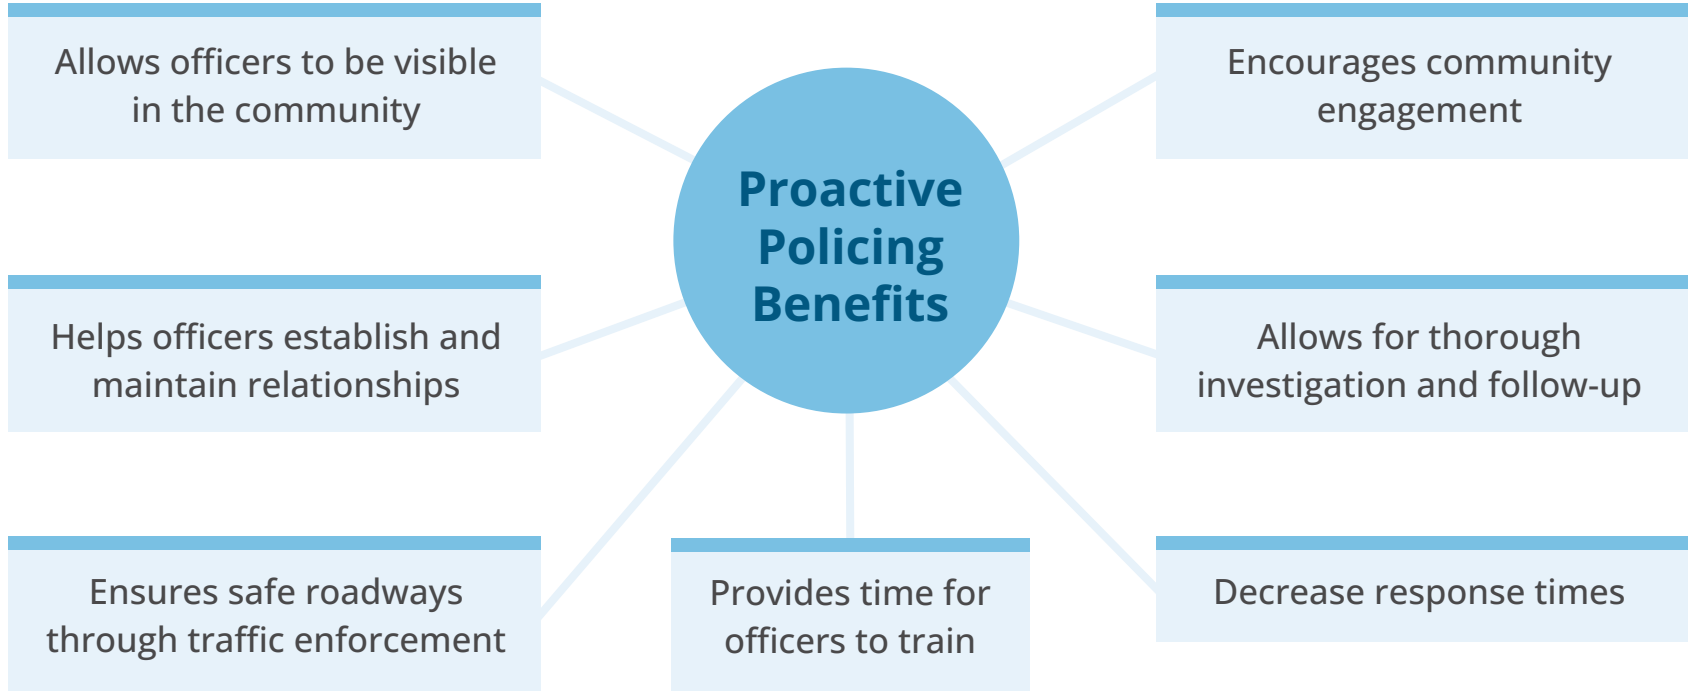 Allows officers to be visible
in the community
Encourages community
engagement
Proactive
Policing
Benefits
Helps officers establish and
maintain relationships
Allows for thorough
investigation and follow-up
Ensures safe roadways
through traffic enforcement
Provides time for
officers to train
Decrease response times